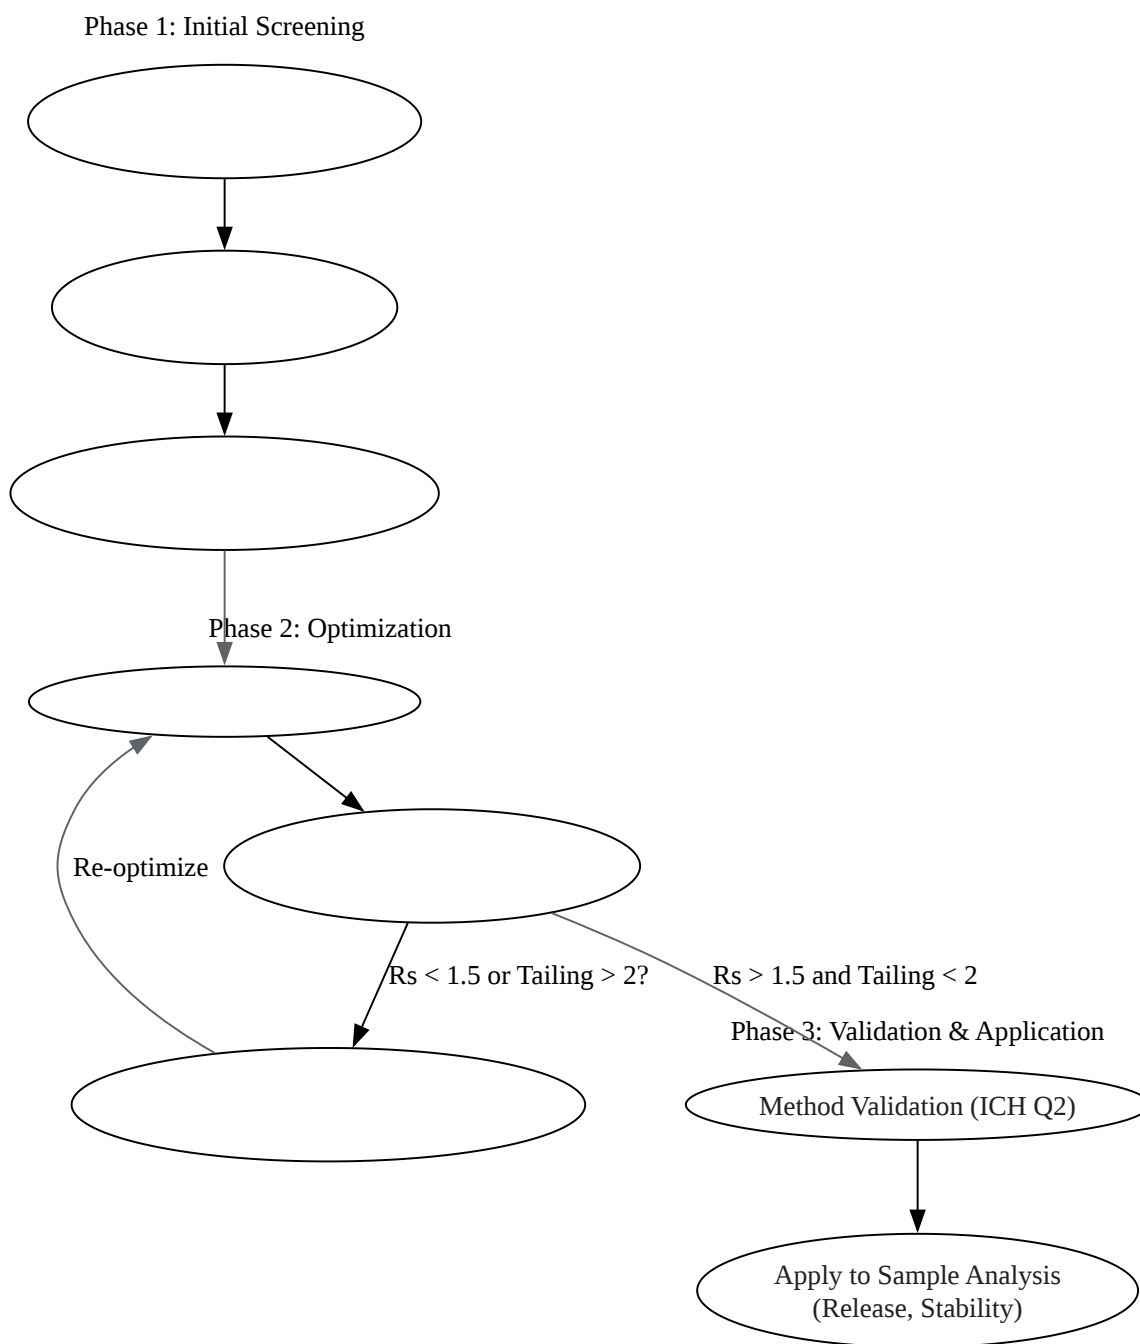 Phase 1: Initial Screening
Phase 2: Optimization
Re-optimize
Rs < 1.5 or Tailing > 2?
Rs > 1.5 and Tailing < 2
Phase 3: Validation & Application
Method Validation (ICH Q2)
Apply to Sample Analysis
(Release, Stability)